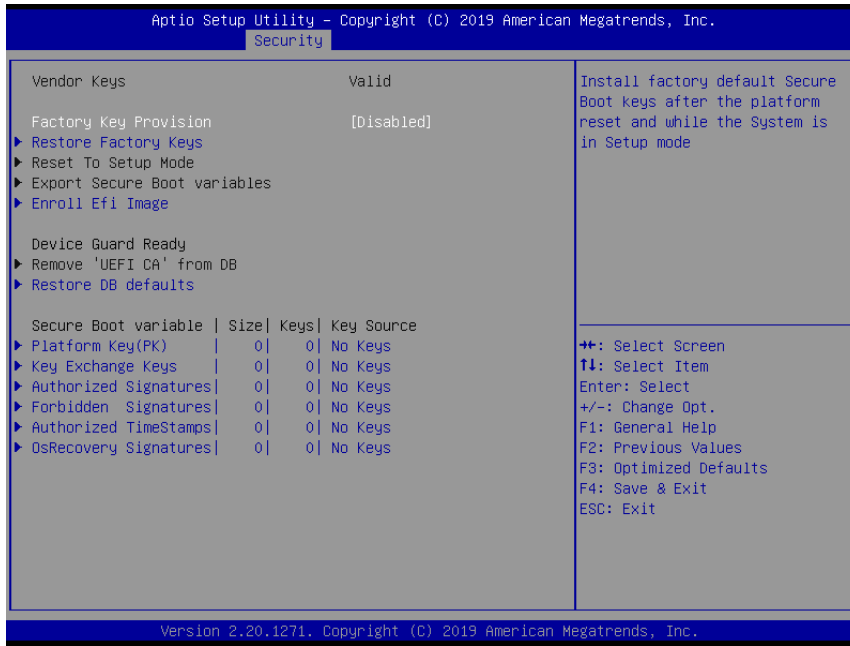 Aptio Setup Utility – Copyright (C) 2019 American Megatrends, Inc.
Security
Vendor Keys Valid
Factory Key Provision [Disabled]
Restore Factory Keys
Reset To Setup Mode
Export Secure Boot variables
Enroll Efi Image
Device Guard Ready
Remove 'UEFI CA' from DB
Restore DB defaults
Secure Boot variable | Size| Keys| Key Source
Platform Key(PK) | 0| 0| No Keys
Key Exchange Keys | 0| 0| No Keys
Authorized Signatures| 0| 0| No Keys
Forbidden Signatures| 0| 0| No Keys
Authorized TimeStamps| 0| 0| No Keys
OsRecovery Signatures| 0| 0| No Keys
Install factory default Secure
Boot keys after the platform
reset and while the System is
in Setup mode
→←: Select Screen
↑↓: Select Item
Enter: Select
+/-: Change Opt.
F1: General Help
F2: Previous Values
F3: Optimized Defaults
F4: Save & Exit
ESC: Exit
Version 2.20.1271. Copyright (C) 2019 American Megatrends, Inc.